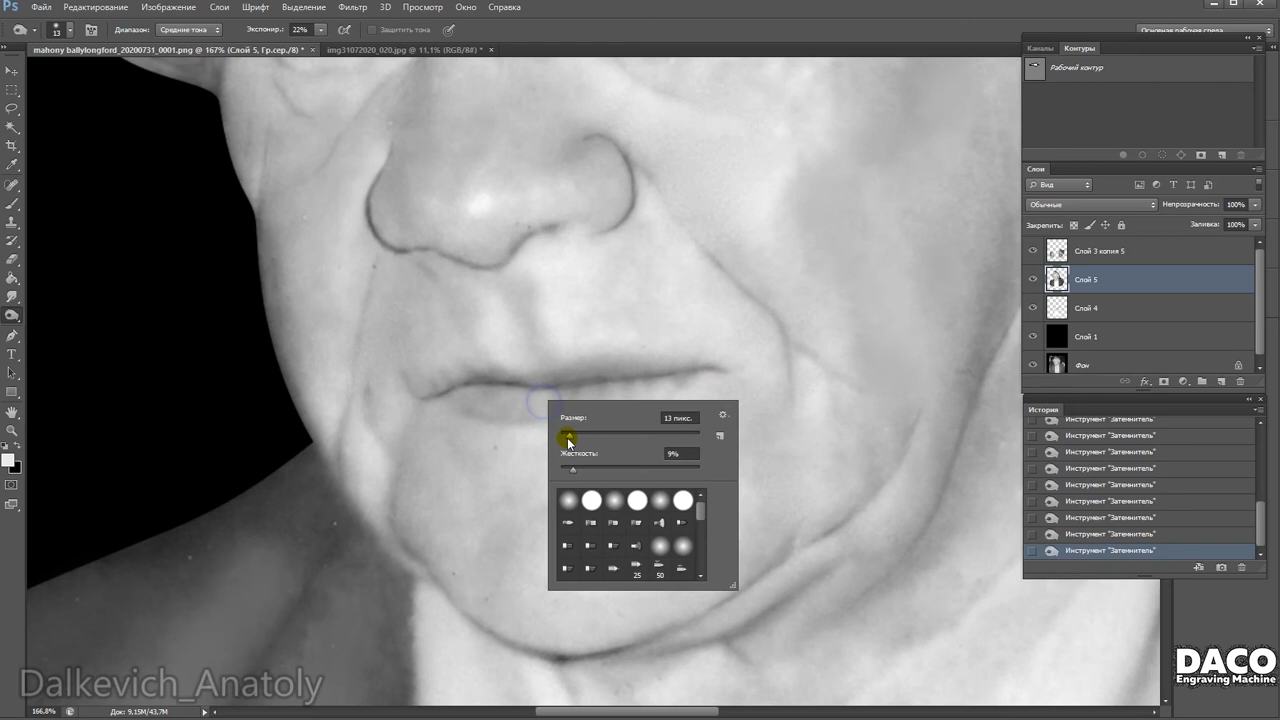 Ps Файл Редактирование Изображение Слои Шрифт Выделение Фильтр 3D Просмотр Окно Справка
13 Диапазон: Средние тона Экспонир.: 22% Защитить тона Основная рабочая среда
mahony ballylongford_20200731_0001.png @ 167% (Слой 5, Гр.сер./8) * × img31072020_020.jpg @ 11,1% (RGB/8#) * ×
Каналы Контуры
Рабочий контур
Слои
Вид
Обычные Непрозрачность: 100%
Закрепить: Заливка: 100%
Слой 3 копия 5
Слой 5
Слой 4
Слой 1
Фон
fx
История
Инструмент "Затемнитель"
Инструмент "Затемнитель"
Инструмент "Затемнитель"
Инструмент "Затемнитель"
Инструмент "Затемнитель"
Инструмент "Затемнитель"
Инструмент "Затемнитель"
Инструмент "Затемнитель"
Инструмент "Затемнитель"
Размер: 13 пикс.
Жесткость: 9%
25 50
DACO
Engraving Machine
Dalkevich_Anatoly
166,8% Док: 9,15M/43,7M